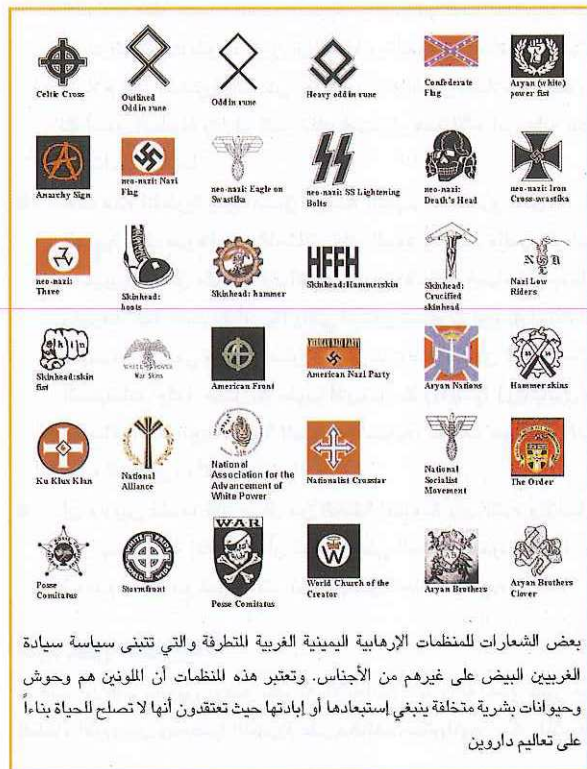 Celtic Cross
Outlined
Oddin rune
Oddin rune
Heavy oddin rune
Confederate
Flag
Aryan (white)
power fist
Anarchy Sign
neo-nazi: Navi
Flag
neo-nazi: Eagle on
Swastika
neo-nazi: SS Lightening
Bolts
neo-nazi:
Death's Head
neo-nazi: Iron
Cross-swastika
neo-nazi:
Three
Skinhead:
boots
Skinhead: hammer
HFFH
Skinhead: Hammerskin
Skinhead:
Crucified
skinhead
Nazi Low
Riders
Skinhead:skin
fist
War Skins
American Front
American Nazi Party
Aryan Nations
Hammer skins
Ku Klux Klan
National
Alliance
National
Association for the
Advancement of
White Power
Nationalist Crosstar
National
Socialist
Movement
The Order
Posse
Comitatus
Stormfront
WAR
Posse Comitatus
W
World Church of the
Creator
Aryan Brothers
Aryan Brothers
Clover
بعض الشعارات للمنظمات الإرهابية اليمينية الغربية المتطرفة والتي تتبنى سياسة سيادة
الغربيين البيض على غيرهم من الأجناس. وتعتبر هذه المنظمات أن الملونين هم وحوش
وحيوانات بشرية متخلفة ينبغي إستبعادها أو إبادتها حيث تعتقدون أنها لا تصلح للحياة بناءاً
على تعاليم داروين